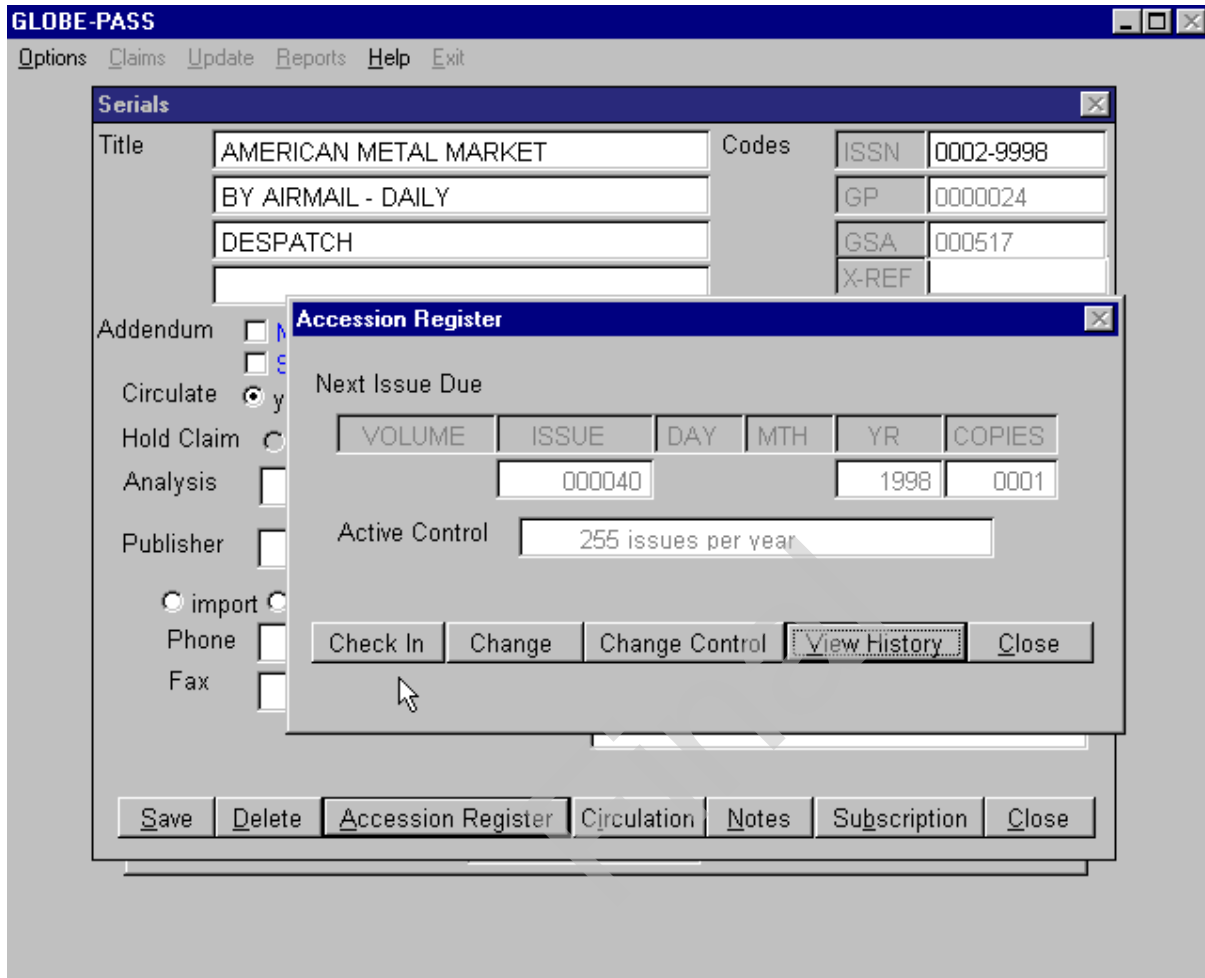 GLOBE-PASS
Options Claims Update Reports Help Exit
Serials
Title AMERICAN METAL MARKET Codes ISSN 0002-9998
BY AIRMAIL - DAILY GP 0000024
DESPATCH GSA 000517
X-REF
Addendum
Accession Register
Circulate
Next Issue Due
Hold Claim
VOLUME ISSUE DAY MTH YR COPIES
Analysis
000040 1998 0001
Publisher
Active Control 255 issues per year
import
Phone
Check In Change Change Control View History Close
Fax
Final
Save Delete Accession Register Circulation Notes Subscription Close